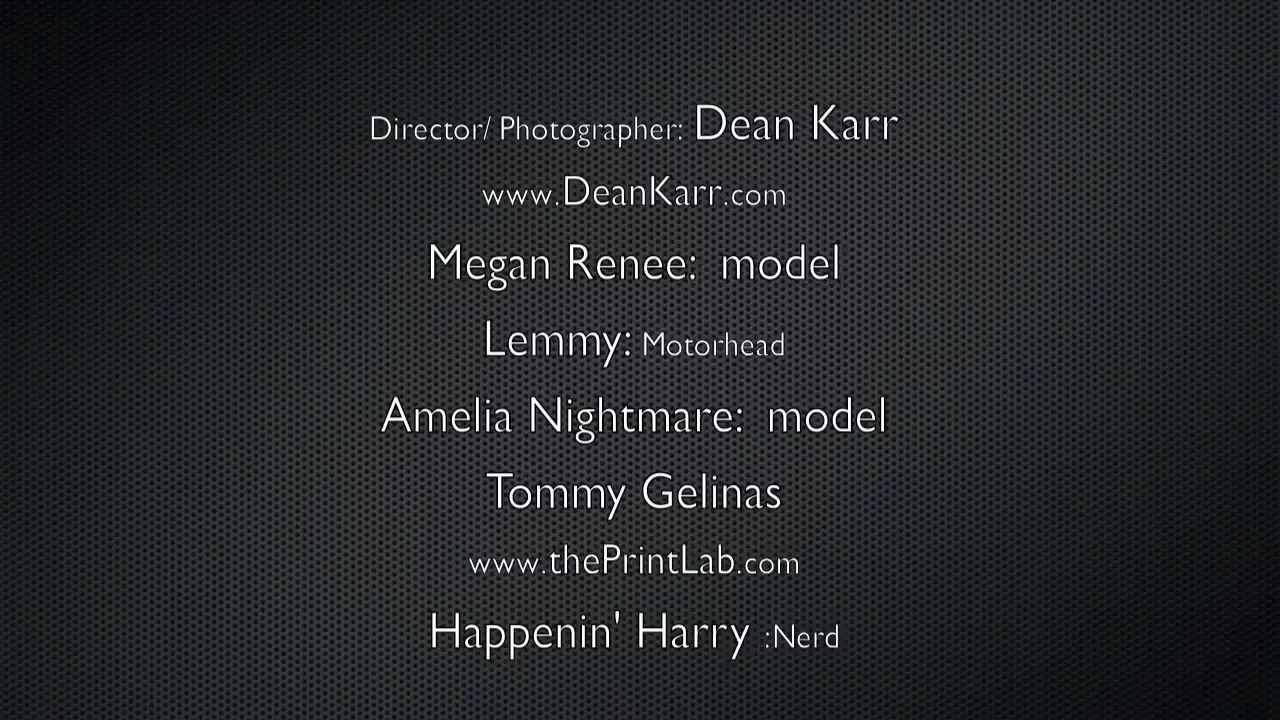 Director/ Photographer: Dean Karr
www.DeanKarr.com
Megan Renee: model
Lemmy: Motorhead
Amelia Nightmare: model
Tommy Gelinas
www.thePrintLab.com
Happenin' Harry :Nerd